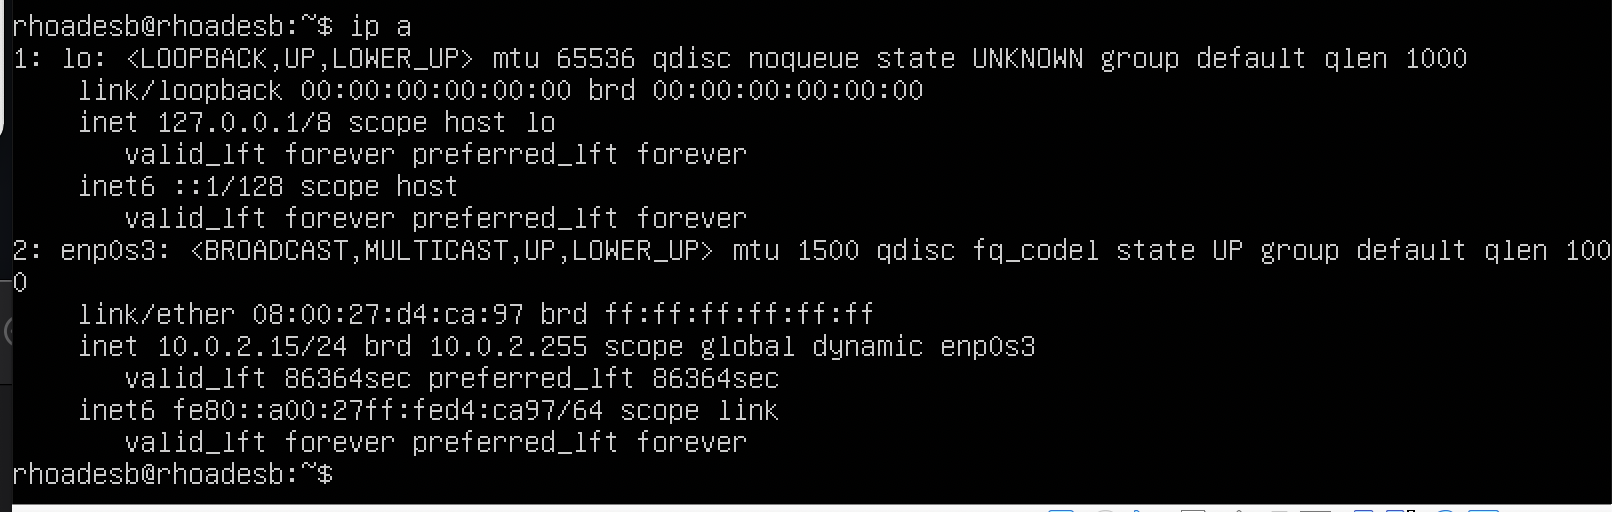 rhoadesb@rhoadesb:~$ ip a
1: lo: <LOOPBACK,UP,LOWER_UP> mtu 65536 qdisc noqueue state UNKNOWN group default qlen 1000
    link/loopback 00:00:00:00:00:00 brd 00:00:00:00:00:00
    inet 127.0.0.1/8 scope host lo
       valid_lft forever preferred_lft forever
    inet6 ::1/128 scope host
       valid_lft forever preferred_lft forever
2: enp0s3: <BROADCAST,MULTICAST,UP,LOWER_UP> mtu 1500 qdisc fq_codel state UP group default qlen 100
0
    link/ether 08:00:27:d4:ca:97 brd ff:ff:ff:ff:ff:ff
    inet 10.0.2.15/24 brd 10.0.2.255 scope global dynamic enp0s3
       valid_lft 86364sec preferred_lft 86364sec
    inet6 fe80::a00:27ff:fed4:ca97/64 scope link
       valid_lft forever preferred_lft forever
rhoadesb@rhoadesb:~$